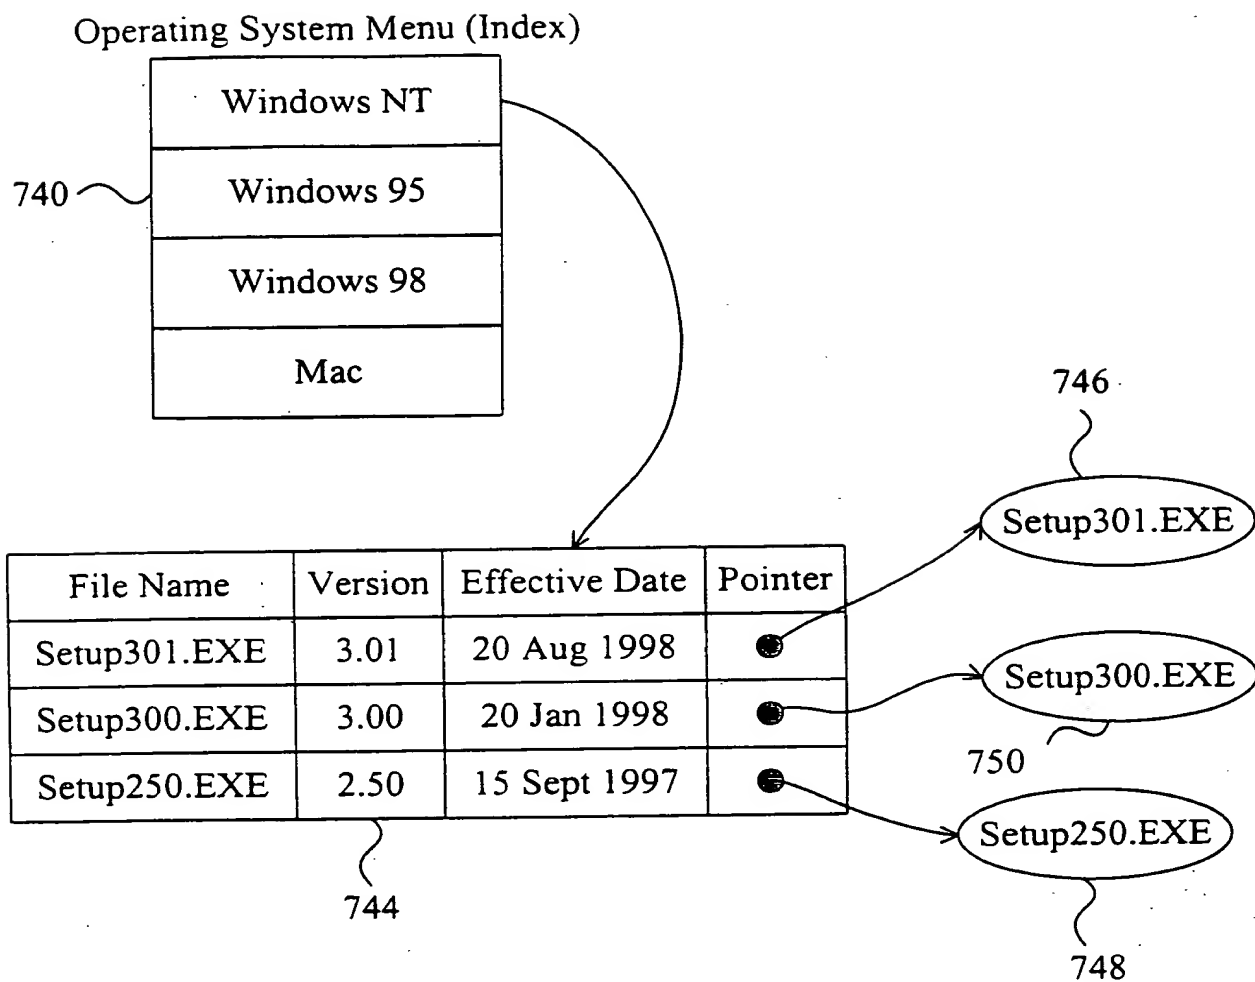 Operating System Menu (Index)
Windows NT
740
Windows 95
Windows 98
Mac
746
Setup301.EXE
File Name Version Effective Date Pointer
Setup301.EXE 3.01 20 Aug 1998
Setup300.EXE
Setup300.EXE 3.00 20 Jan 1998
750
Setup250.EXE 2.50 15 Sept 1997
Setup250.EXE
744
748